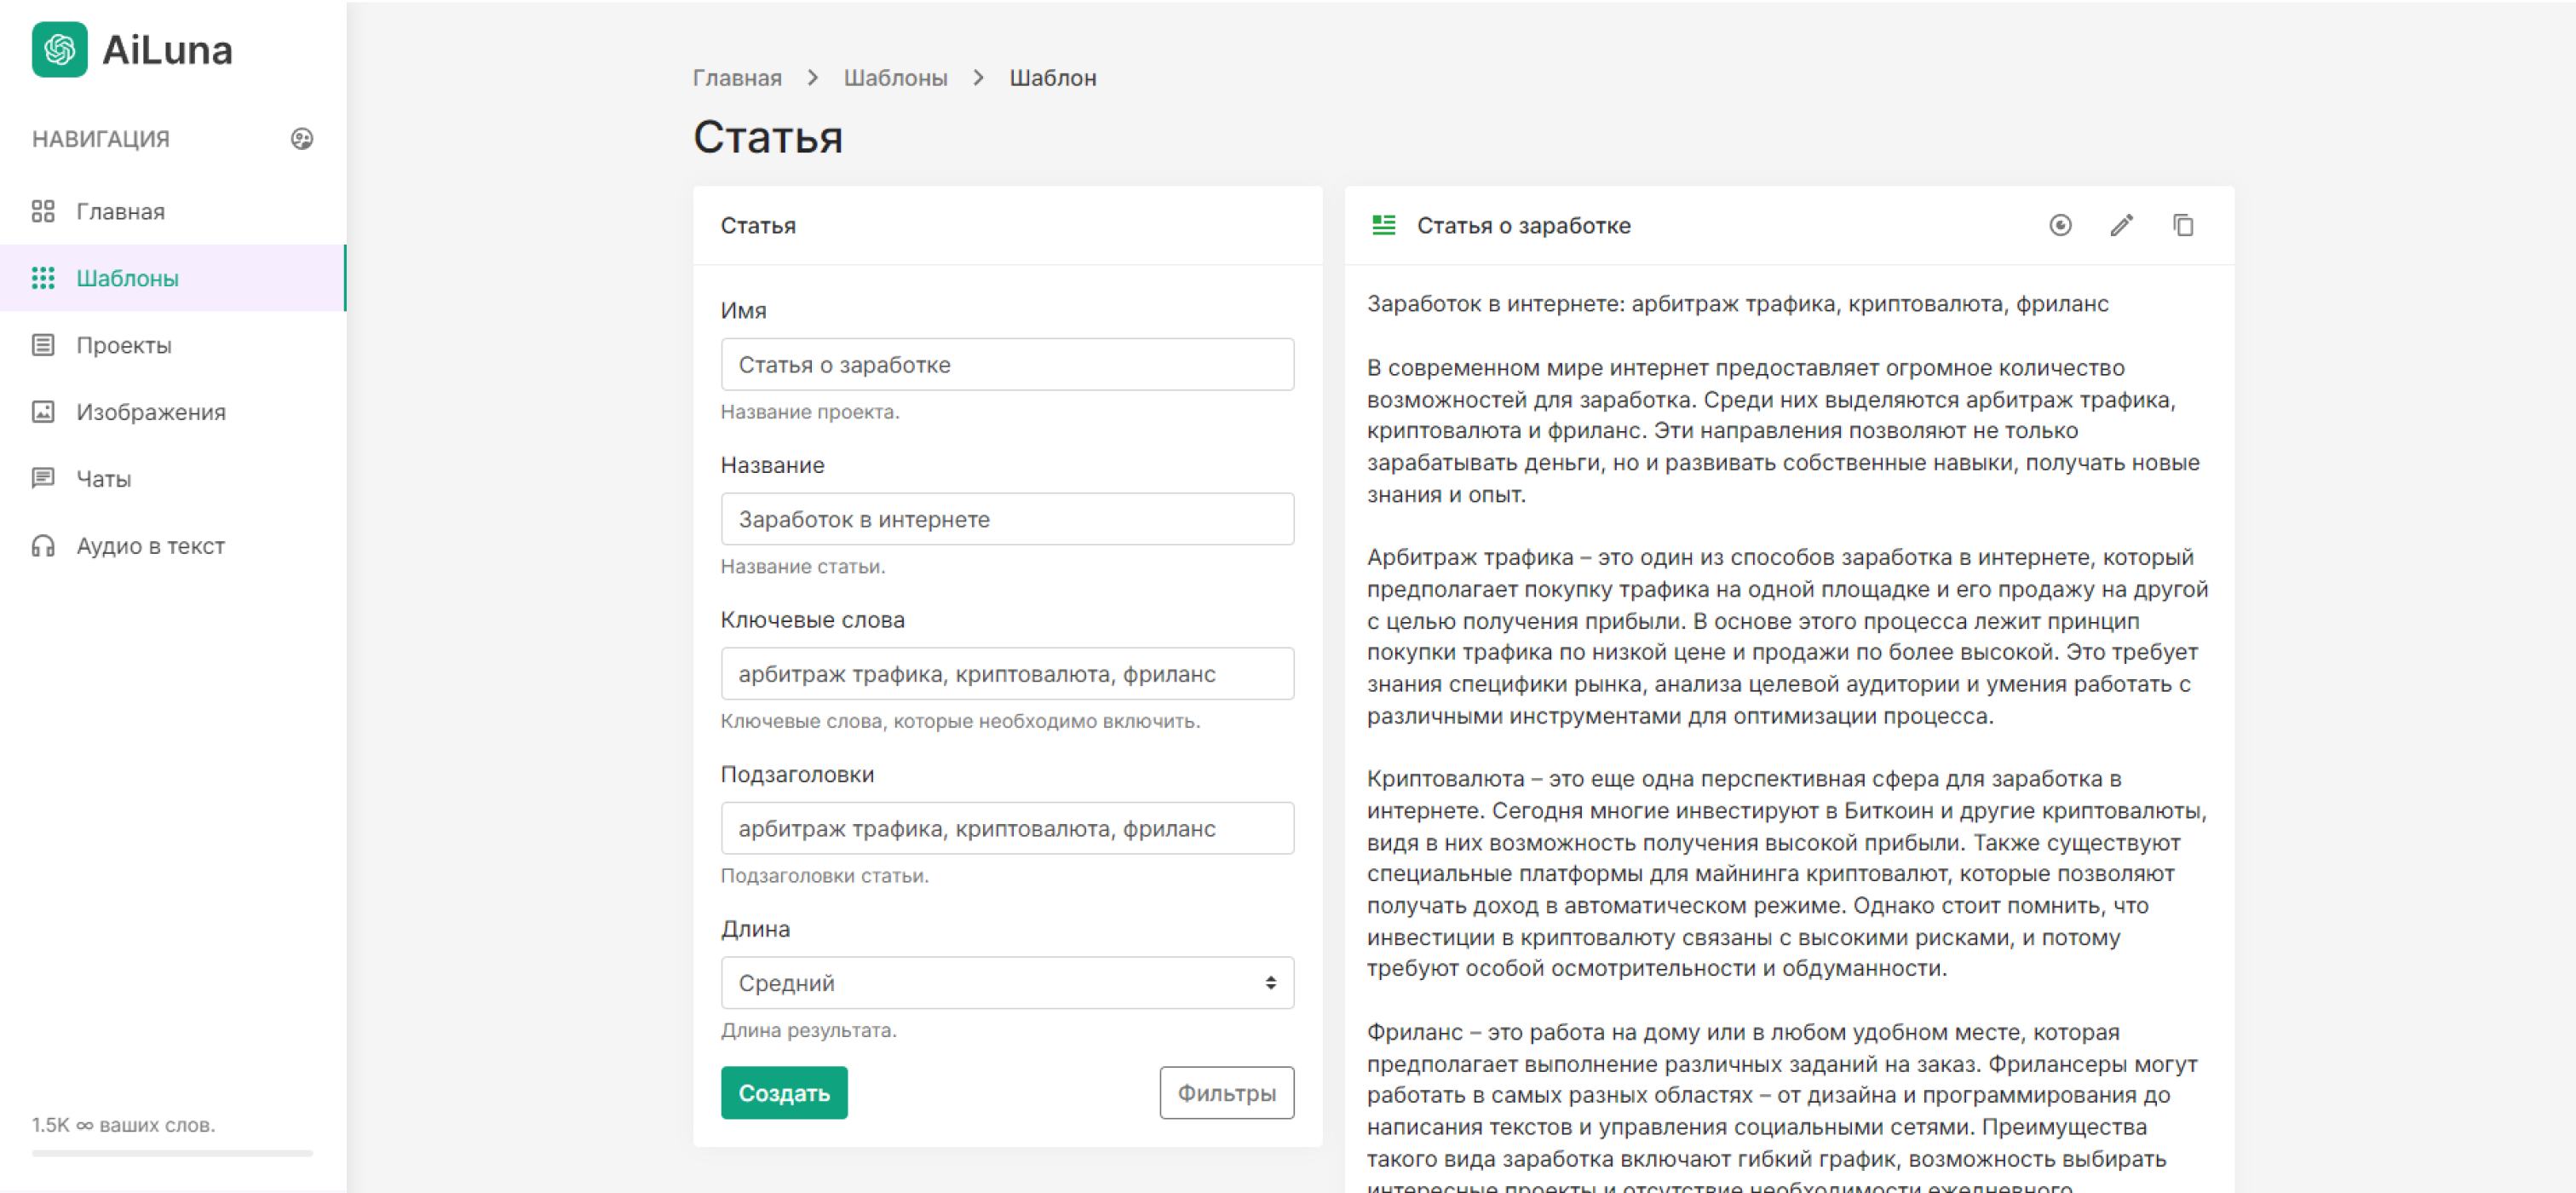 AiLuna
НАВИГАЦИЯ
Главная
Шаблоны
Проекты
Изображения
Чаты
Аудио в текст
1.5K ∞ ваших слов.
Главная > Шаблоны > Шаблон
Статья
Статья
Имя
Статья о заработке
Название проекта.
Название
Заработок в интернете
Название статьи.
Ключевые слова
арбитраж трафика, криптовалюта, фриланс
Ключевые слова, которые необходимо включить.
Подзаголовки
арбитраж трафика, криптовалюта, фриланс
Подзаголовки статьи.
Длина
Средний
Длина результата.
Создать
Фильтры
Статья о заработке
Заработок в интернете: арбитраж трафика, криптовалюта, фриланс
В современном мире интернет предоставляет огромное количество
возможностей для заработка. Среди них выделяются арбитраж трафика,
криптовалюта и фриланс. Эти направления позволяют не только
зарабатывать деньги, но и развивать собственные навыки, получать новые
знания и опыт.
Арбитраж трафика – это один из способов заработка в интернете, который
предполагает покупку трафика на одной площадке и его продажу на другой
с целью получения прибыли. В основе этого процесса лежит принцип
покупки трафика по низкой цене и продажи по более высокой. Это требует
знания специфики рынка, анализа целевой аудитории и умения работать с
различными инструментами для оптимизации процесса.
Криптовалюта – это еще одна перспективная сфера для заработка в
интернете. Сегодня многие инвестируют в Биткоин и другие криптовалюты,
видя в них возможность получения высокой прибыли. Также существуют
специальные платформы для майнинга криптовалют, которые позволяют
получать доход в автоматическом режиме. Однако стоит помнить, что
инвестиции в криптовалюту связаны с высокими рисками, и потому
требуют особой осмотрительности и обдуманности.
Фриланс – это работа на дому или в любом удобном месте, которая
предполагает выполнение различных заданий на заказ. Фрилансеры могут
работать в самых разных областях – от дизайна и программирования до
написания текстов и управления социальными сетями. Преимущества
такого вида заработка включают гибкий график, возможность выбирать
интересные проекты и отсутствие необходимости ежедневного